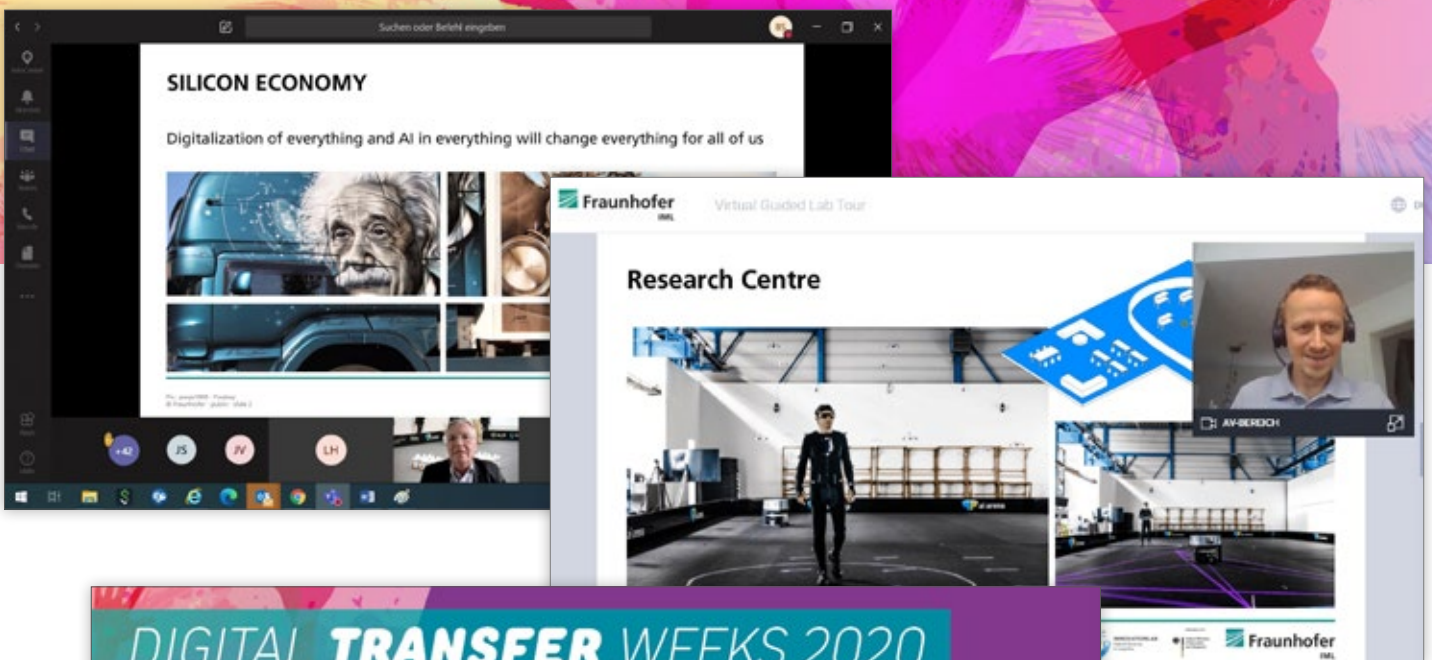 Suchen oder Befehl eingeben
SILICON ECONOMY
Digitalization of everything and AI in everything will change everything for all of us
+42
JS
JV
LH
Fraunhofer
IML
Virtual Guided Lab Tour
Research Centre
AV-BEREICH
ai arena
Fraunhofer
IML
DIGITAL TRANSFER WEEKS 2020